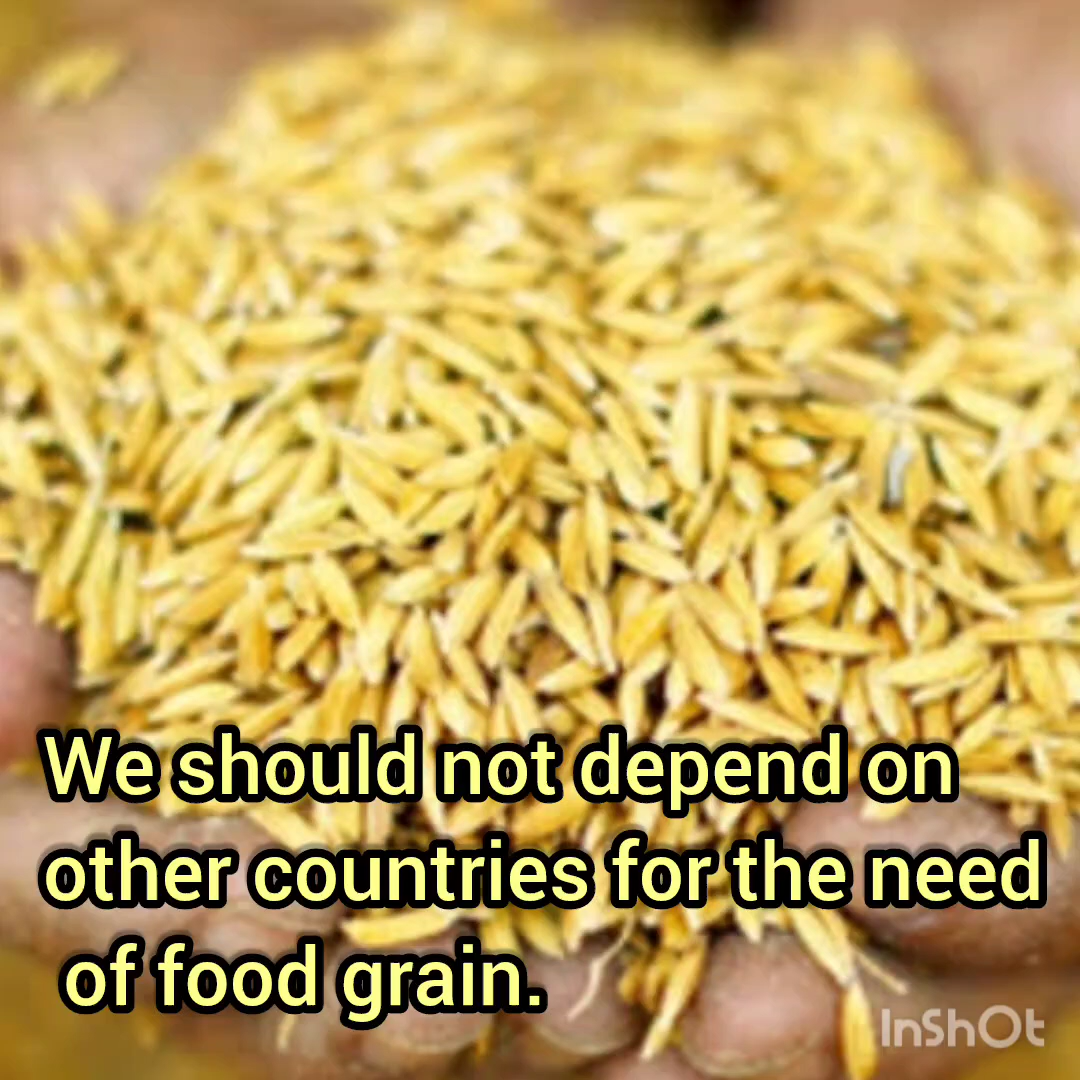 We should not depend on
other countries for the need
of food grain.
InShOt